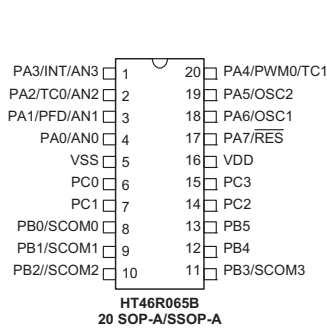 PA3/INT/AN3 1 20 PA4/PWM0/TC1
PA2/TC0/AN2 2 19 PA5/OSC2
PA1/PFD/AN1 3 18 PA6/OSC1
PA0/AN0 4 17 PA7/RES
VSS 5 16 VDD
PC0 6 15 PC3
PC1 7 14 PC2
PB0/SCOM0 8 13 PB5
PB1/SCOM1 9 12 PB4
PB2//SCOM2 10 11 PB3/SCOM3
HT46R065B
20 SOP-A/SSOP-A